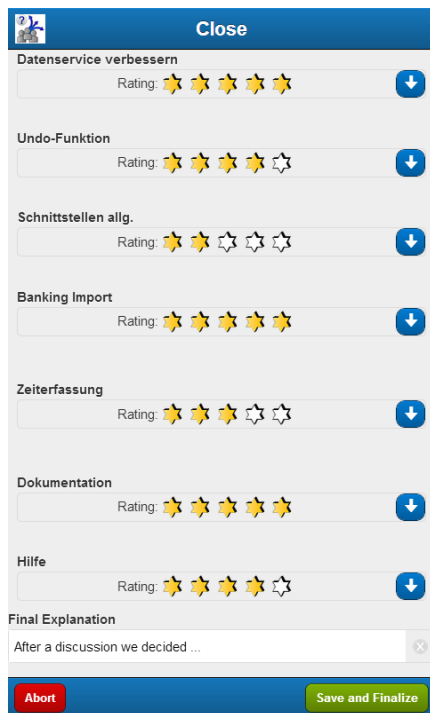 Close
Datenservice verbessern
Rating:
Undo-Funktion
Rating:
Schnittstellen allg.
Rating:
Banking Import
Rating:
Zeiterfassung
Rating:
Dokumentation
Rating:
Hilfe
Rating:
Final Explanation
After a discussion we decided ...
Abort Save and Finalize